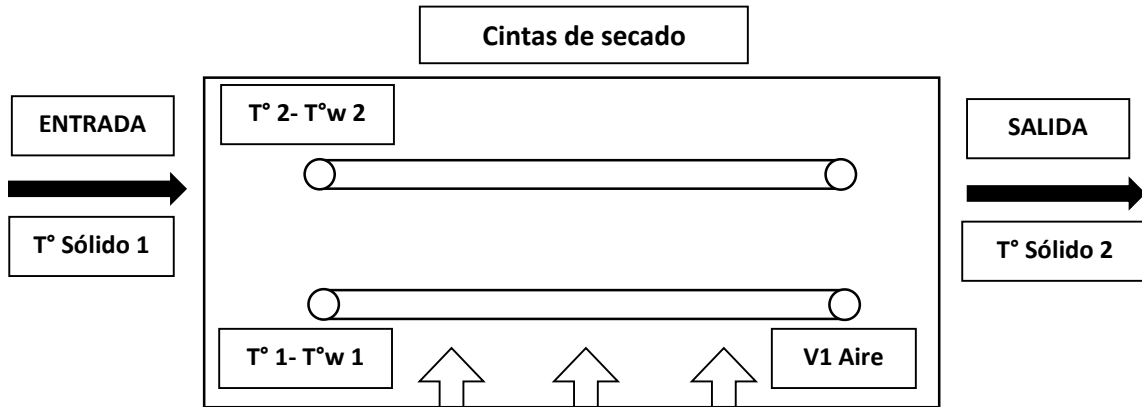 Cintas de secado
T° 2- T°w 2
ENTRADA
SALIDA
T° Sólido 1
T° Sólido 2
T° 1- T°w 1
V1 Aire